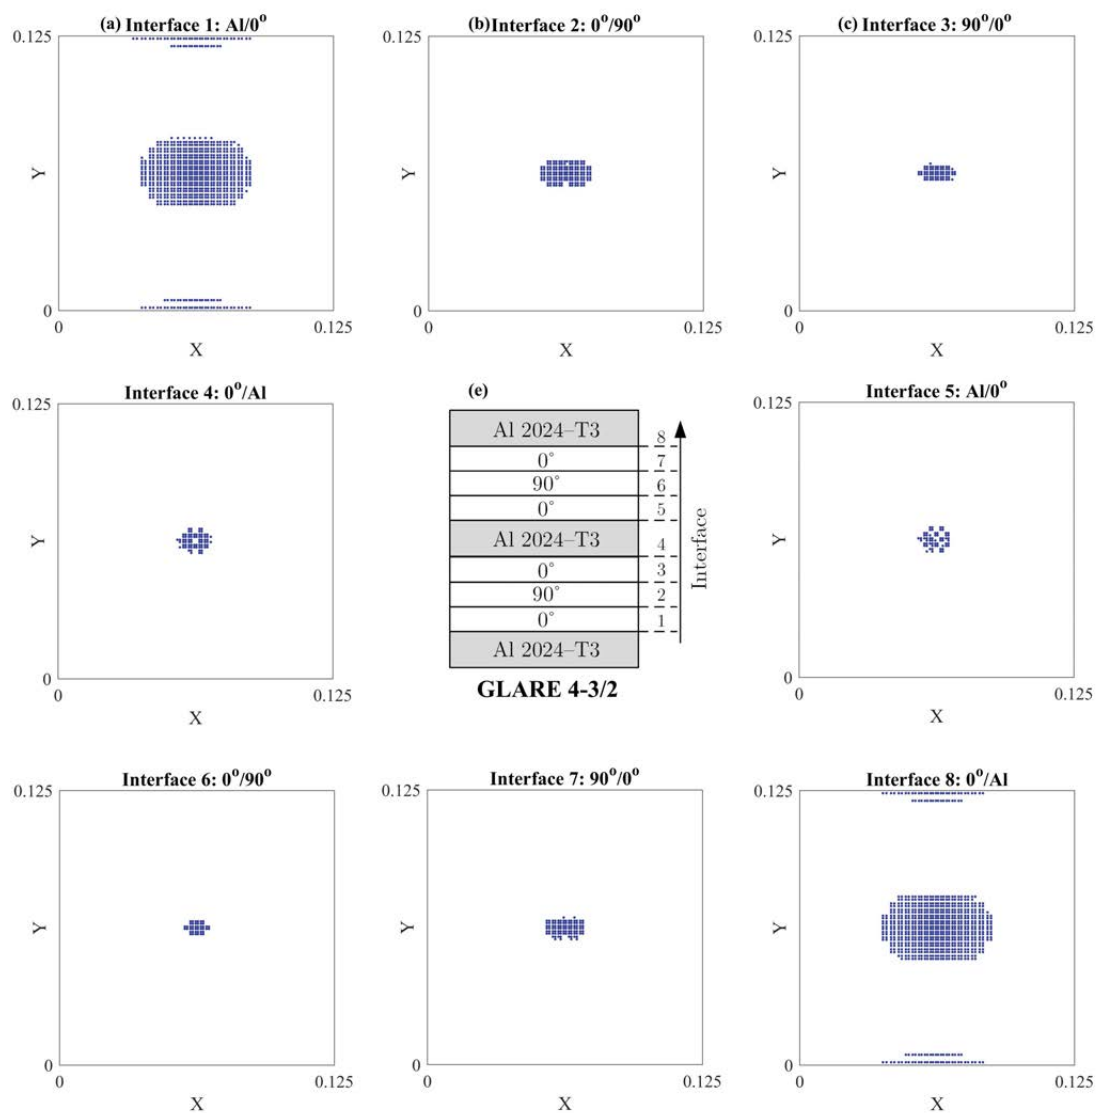 (a) Interface 1: Al/0°
0.125
Y
0
0
0.125
X
(b)Interface 2: 0°/90°
0.125
Y
0
0
0.125
X
(c) Interface 3: 90°/0°
0.125
Y
0
0
0.125
X
Interface 4: 0°/Al
0.125
Y
0
0
0.125
X
(e)
Al 2024–T3
8
0°
7
90°
6
0°
5
Al 2024–T3
4
0°
3
90°
2
0°
1
Al 2024–T3
Interface
GLARE 4-3/2
Interface 5: Al/0°
0.125
Y
0
0
0.125
X
Interface 6: 0°/90°
0.125
Y
0
0
0.125
X
Interface 7: 90°/0°
0.125
Y
0
0
0.125
X
Interface 8: 0°/Al
0.125
Y
0
0
0.125
X